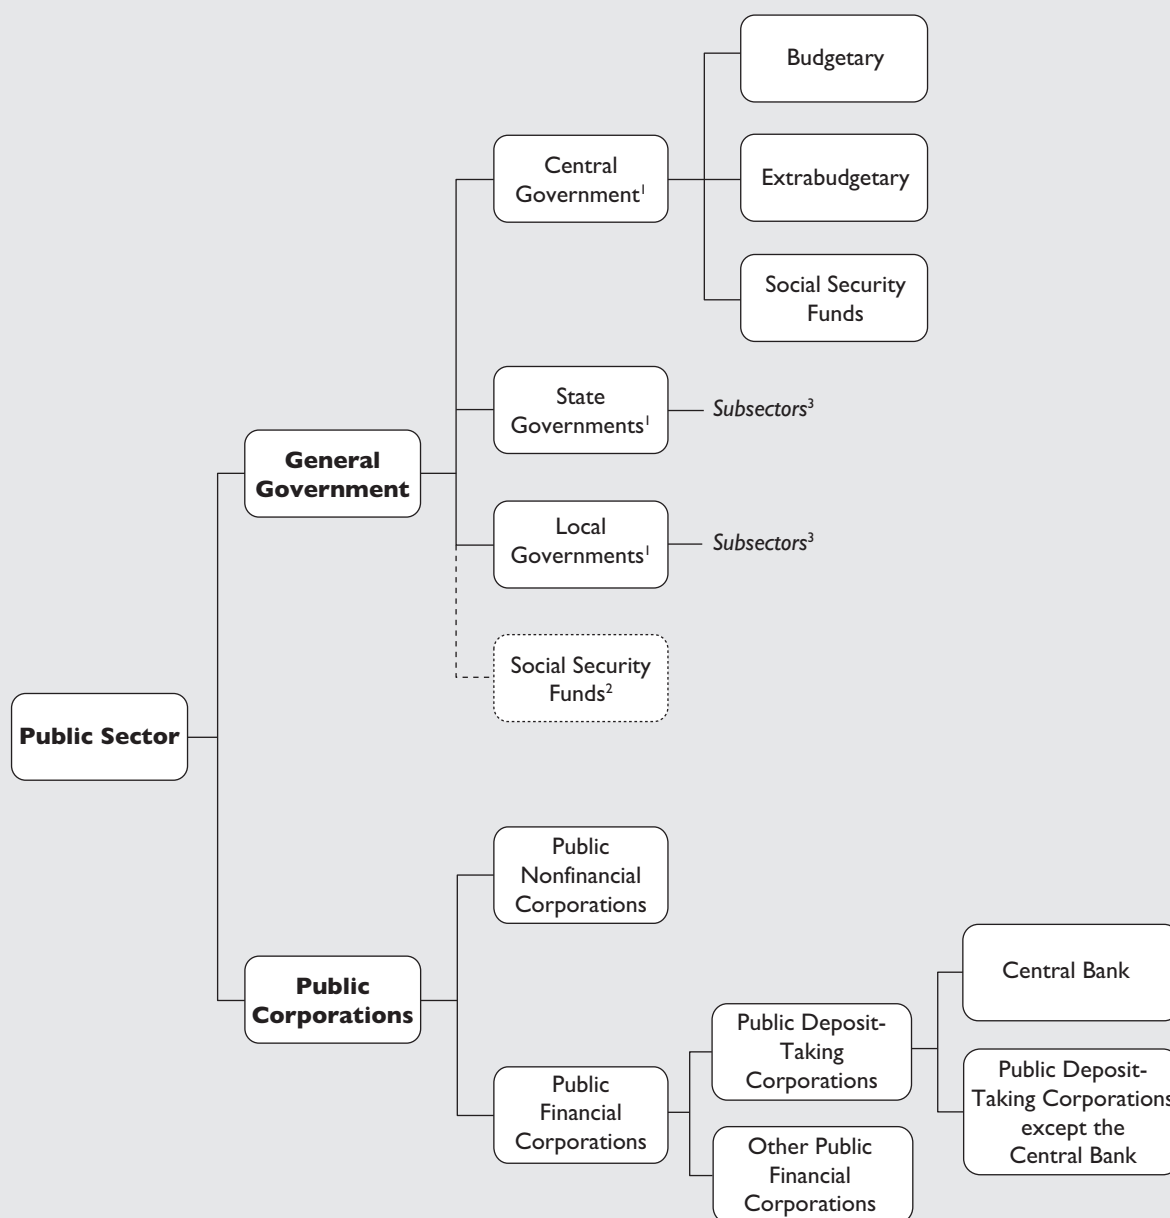 Budgetary
Central
Government¹
Extrabudgetary
Social Security
Funds
State
Governments¹
Subsectors³
General
Government
Local
Governments¹
Subsectors³
Social Security
Funds²
Public Sector
Public
Nonfinancial
Corporations
Public
Corporations
Central Bank
Public Deposit-
Taking
Corporations
Public
Financial
Corporations
Public Deposit-
Taking Corporations
except the
Central Bank
Other Public
Financial
Corporations